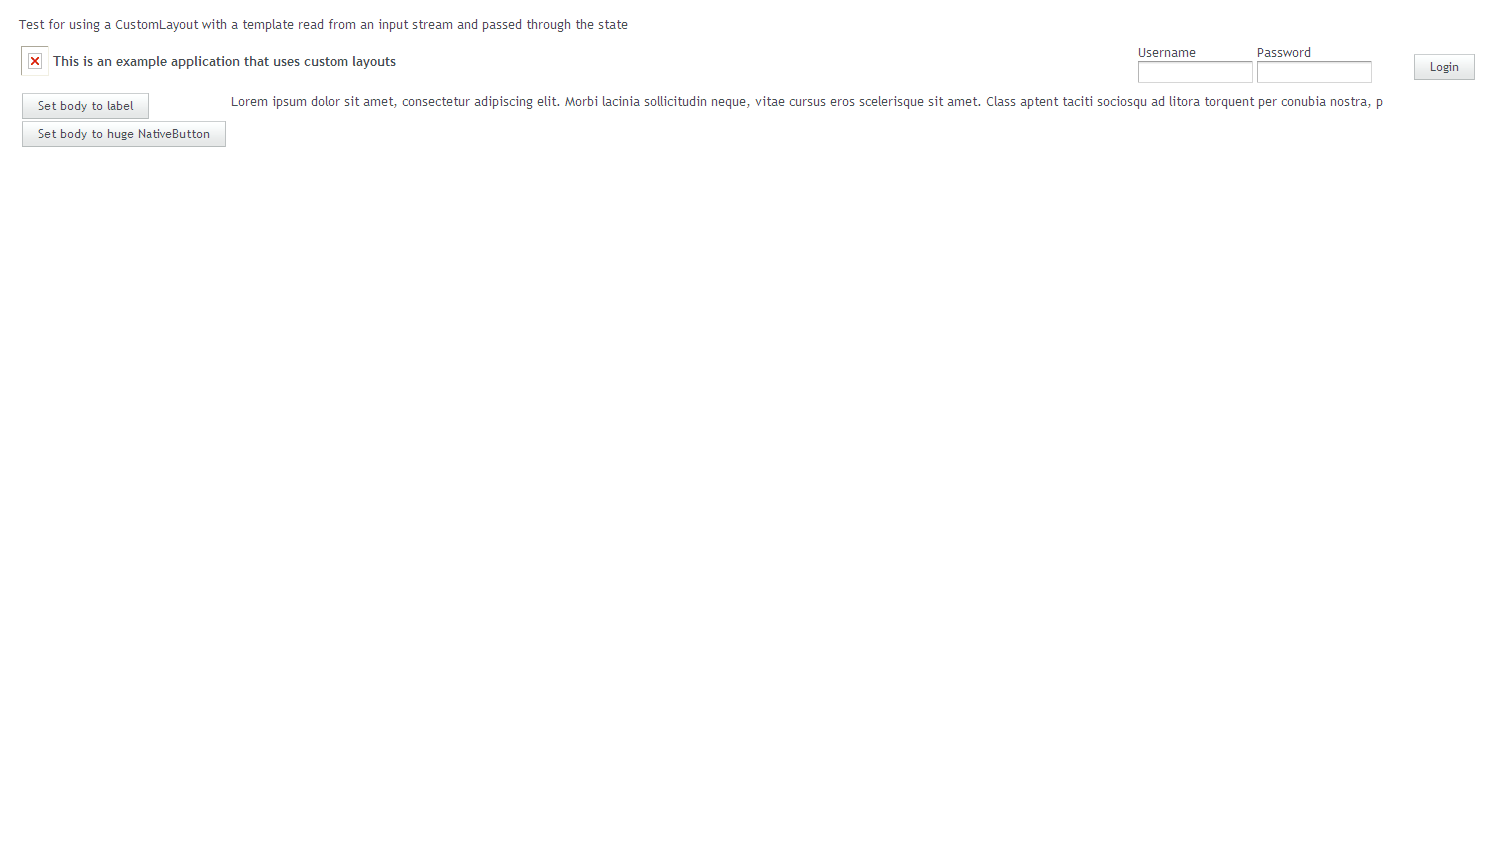 Test for using a CustomLayout with a template read from an input stream and passed through the state
This is an example application that uses custom layouts
Username Password
Login
Set body to label
Lorem ipsum dolor sit amet, consectetur adipiscing elit. Morbi lacinia sollicitudin neque, vitae cursus eros scelerisque sit amet. Class aptent taciti sociosqu ad litora torquent per conubia nostra, p
Set body to huge NativeButton